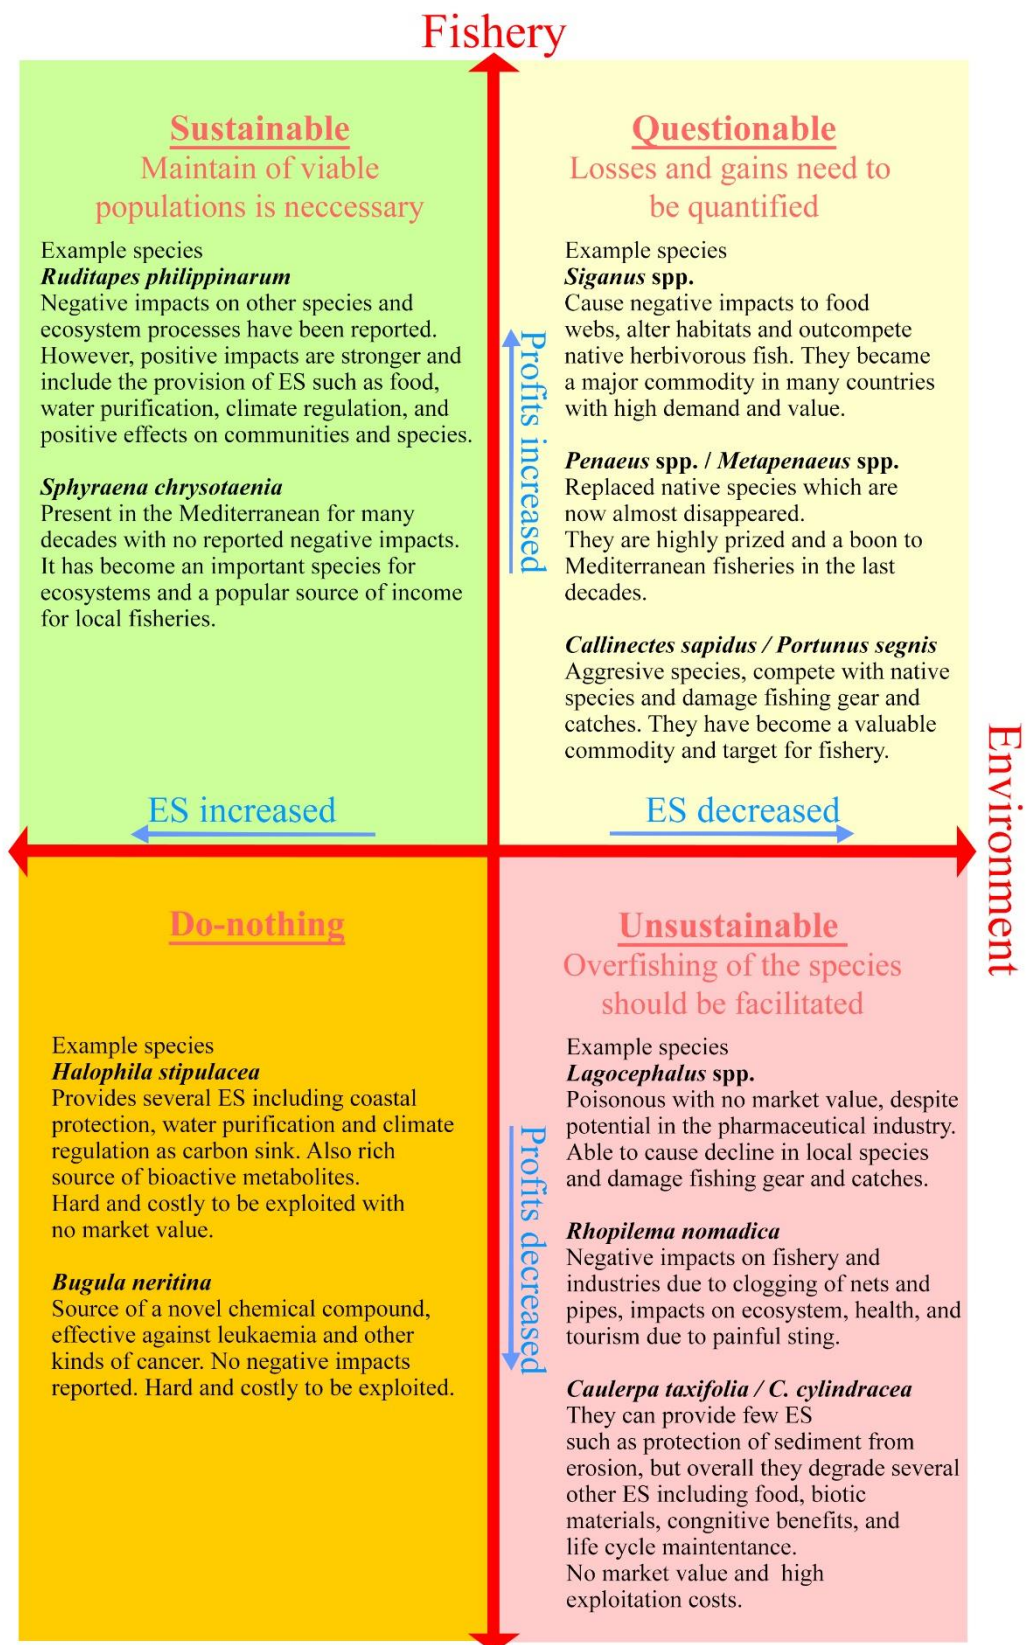 Fishery
Sustainable
Maintain of viable
populations is neccessary
Example species
Ruditapes philippinarum
Negative impacts on other species and
ecosystem processes have been reported.
However, positive impacts are stronger and
include the provision of ES such as food,
water purification, climate regulation, and
positive effects on communities and species.
Sphyraena chrysotaenia
Present in the Mediterranean for many
decades with no reported negative impacts.
It has become an important species for
ecosystems and a popular source of income
for local fisheries.
Questionable
Losses and gains need to
be quantified
Example species
Siganus spp.
Cause negative impacts to food
webs, alter habitats and outcompete
native herbivorous fish. They became
a major commodity in many countries
with high demand and value.
Penaeus spp. / Metapenaeus spp.
Replaced native species which are
now almost disappeared.
They are highly prized and a boon to
Mediterranean fisheries in the last
decades.
Callinectes sapidus / Portunus segnis
Aggresive species, compete with native
species and damage fishing gear and
catches. They have become a valuable
commodity and target for fishery.
Profits increased
ES increased
ES decreased
Environment
Do-nothing
Example species
Halophila stipulacea
Provides several ES including coastal
protection, water purification and climate
regulation as carbon sink. Also rich
source of bioactive metabolites.
Hard and costly to be exploited with
no market value.
Bugula neritina
Source of a novel chemical compound,
effective against leukaemia and other
kinds of cancer. No negative impacts
reported. Hard and costly to be exploited.
Unsustainable
Overfishing of the species
should be facilitated
Example species
Lagocephalus spp.
Poisonous with no market value, despite
potential in the pharmaceutical industry.
Able to cause decline in local species
and damage fishing gear and catches.
Rhopilema nomadica
Negative impacts on fishery and
industries due to clogging of nets and
pipes, impacts on ecosystem, health, and
tourism due to painful sting.
Caulerpa taxifolia / C. cylindracea
They can provide few ES
such as protection of sediment from
erosion, but overall they degrade several
other ES including food, biotic
materials, congnitive benefits, and
life cycle maintentance.
No market value and high
exploitation costs.
Profits decreased